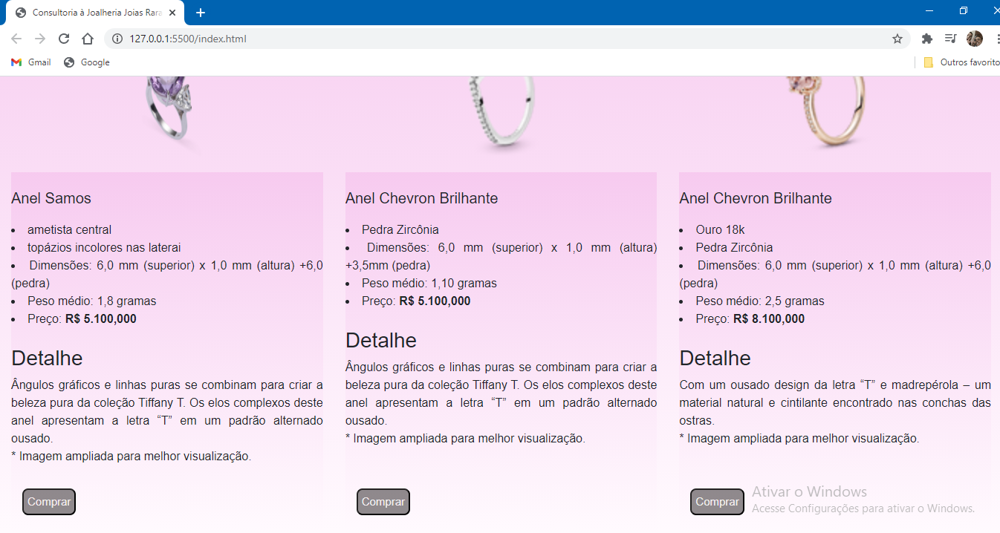 Consultoria à Joalheria Joias Rara
127.0.0.1:5500/index.html
Gmail
Google
Outros favorito
Anel Samos
• ametista central
• topázios incolores nas laterai
• Dimensões: 6,0 mm (superior) x 1,0 mm (altura) +6,0
(pedra)
• Peso médio: 1,8 gramas
• Preço: R$ 5.100,000
Detalhe
Ângulos gráficos e linhas puras se combinam para criar a
beleza pura da coleção Tiffany T. Os elos complexos deste
anel apresentam a letra “T” em um padrão alternado
ousado.
* Imagem ampliada para melhor visualização.
Comprar
Anel Chevron Brilhante
• Pedra Zircônia
• Dimensões: 6,0 mm (superior) x 1,0 mm (altura)
+3,5mm (pedra)
• Peso médio: 1,10 gramas
• Preço: R$ 5.100,000
Detalhe
Ângulos gráficos e linhas puras se combinam para criar a
beleza pura da coleção Tiffany T. Os elos complexos deste
anel apresentam a letra “T” em um padrão alternado
ousado.
* Imagem ampliada para melhor visualização.
Comprar
Anel Chevron Brilhante
• Ouro 18k
• Pedra Zircônia
• Dimensões: 6,0 mm (superior) x 1,0 mm (altura) +6,0
(pedra)
• Peso médio: 2,5 gramas
• Preço: R$ 8.100,000
Detalhe
Com um ousado design da letra “T” e madrepérola – um
material natural e cintilante encontrado nas conchas das
ostras.
* Imagem ampliada para melhor visualização.
Comprar
Ativar o Windows
Acesse Configurações para ativar o Windows.